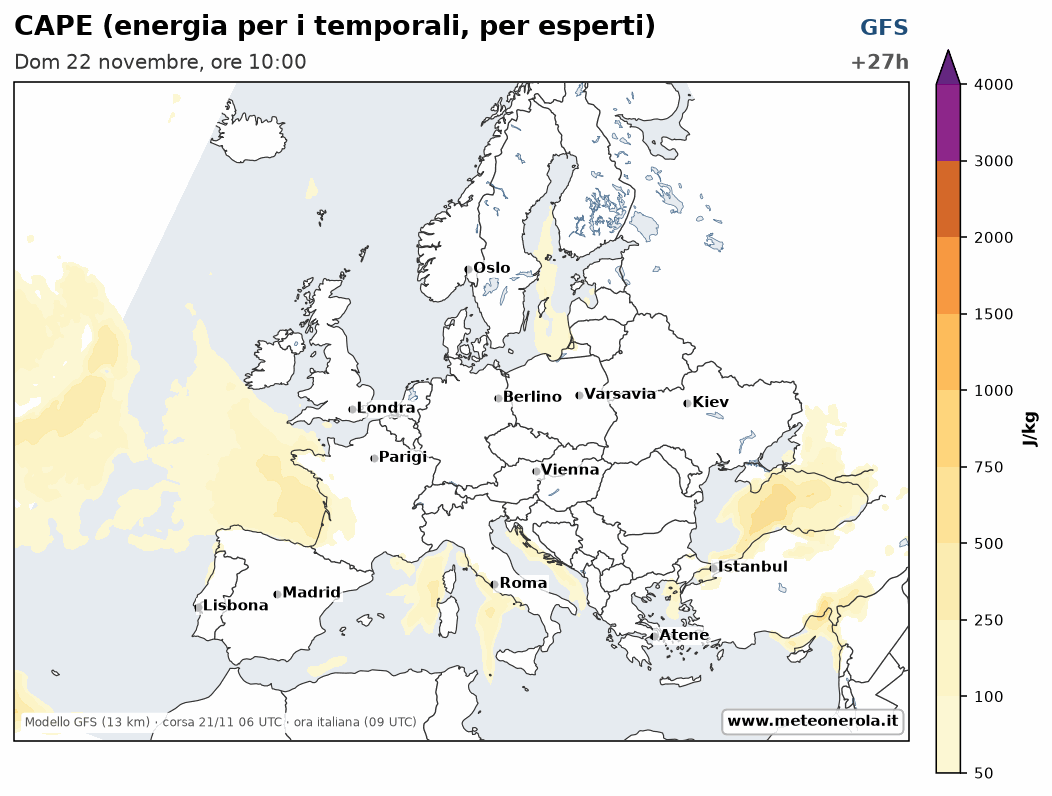 CAPE (energia per i temporali, per esperti)
GFS
Dom 22 novembre, ore 10:00
+27h
4000
3000
2000
1500
1000
750
500
250
100
50
J/kg
Oslo
Londra
Berlino
Varsavia
Kiev
Parigi
Vienna
Istanbul
Roma
Madrid
Lisbona
Atene
Modello GFS (13 km) · corsa 21/11 06 UTC · ora italiana (09 UTC)
www.meteonerola.it